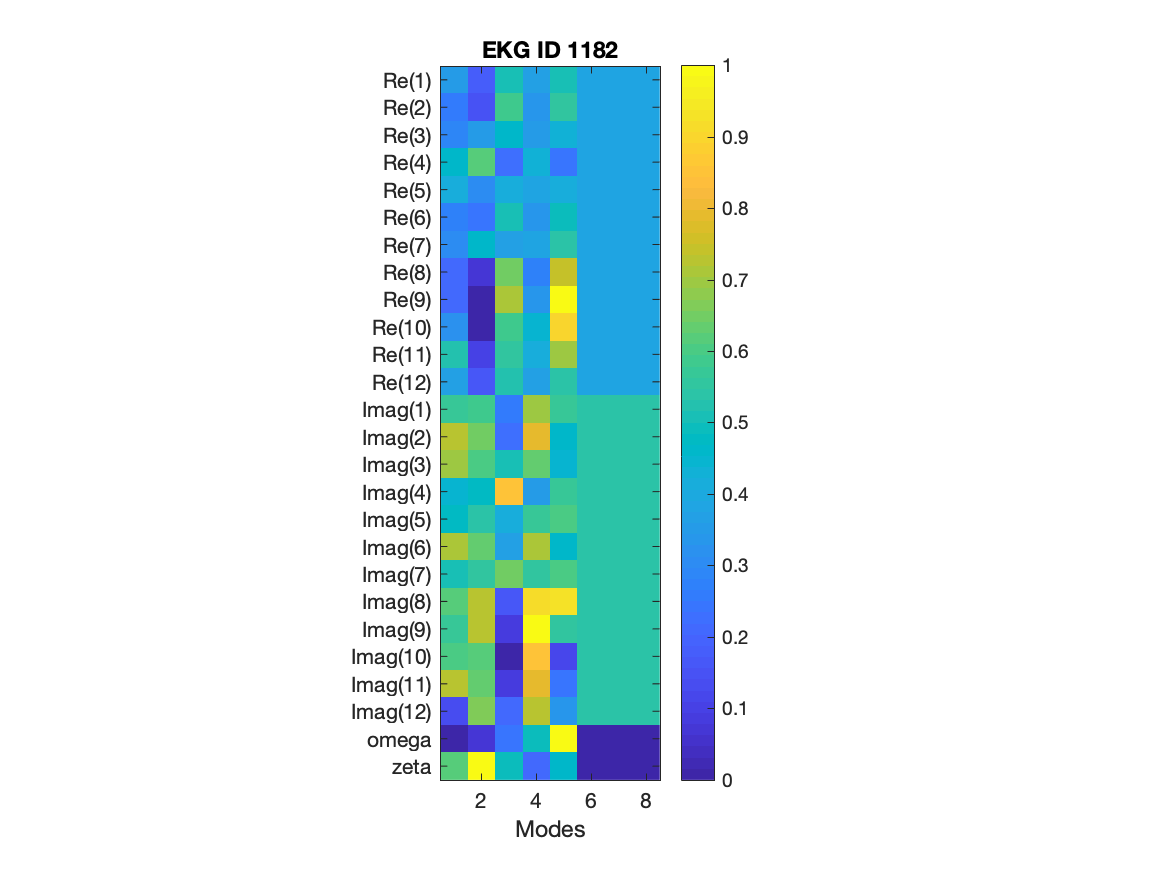 EKG ID 1182
Re(1)
Re(2)
Re(3)
Re(4)
Re(5)
Re(6)
Re(7)
Re(8)
Re(9)
Re(10)
Re(11)
Re(12)
Imag(1)
Imag(2)
Imag(3)
Imag(4)
Imag(5)
Imag(6)
Imag(7)
Imag(8)
Imag(9)
Imag(10)
Imag(11)
Imag(12)
omega
zeta
2 4 6 8
Modes
1
0.9
0.8
0.7
0.6
0.5
0.4
0.3
0.2
0.1
0